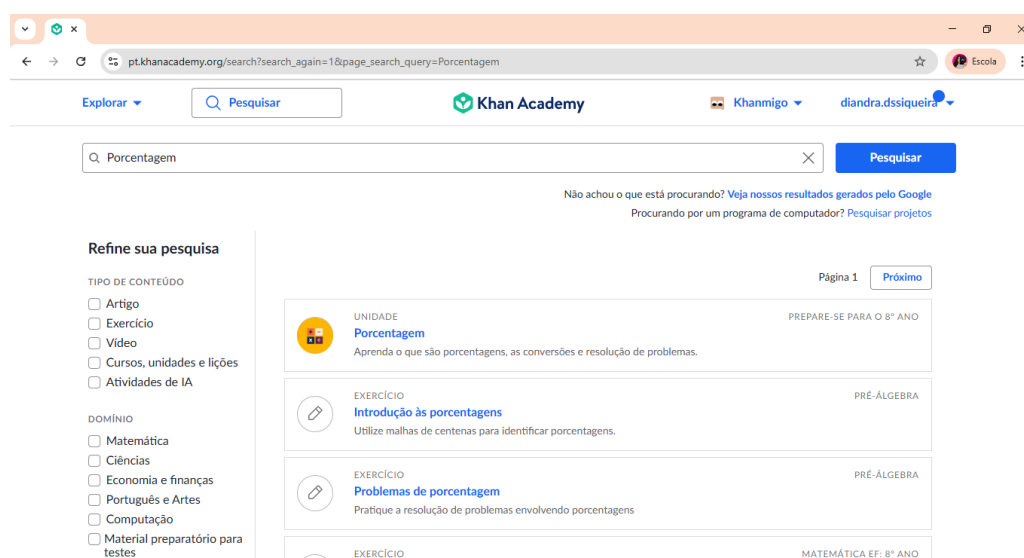 pt.khanacademy.org/search?search_again=1&page_search_query=Porcentagem
Escola
Explorar
Pesquisar
Khan Academy
Khanmigo
diandra.dssiqueira
Porcentagem
Pesquisar
Não achou o que está procurando? Veja nossos resultados gerados pelo Google
Procurando por um programa de computador? Pesquisar projetos
Refine sua pesquisa
TIPO DE CONTEÚDO
Artigo
Exercício
Vídeo
Cursos, unidades e lições
Atividades de IA
DOMÍNIO
Matemática
Ciências
Economia e finanças
Português e Artes
Computação
Material preparatório para
testes
Página 1
Próximo
UNIDADE
PREPARE-SE PARA O 8º ANO
Porcentagem
Aprenda o que são porcentagens, as conversões e resolução de problemas.
EXERCÍCIO
PRÉ-ÁLGEBRA
Introdução às porcentagens
Utilize malhas de centenas para identificar porcentagens.
EXERCÍCIO
PRÉ-ÁLGEBRA
Problemas de porcentagem
Pratique a resolução de problemas envolvendo porcentagens
EXERCÍCIO
MATEMÁTICA EF: 8º ANO